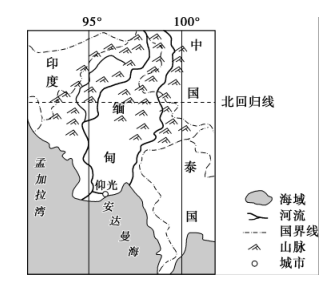 95° 100°
中国
印度
北回归线
缅甸
孟加拉湾
仰光
安达曼海
泰国
海域
河流
国界线
山脉
城市